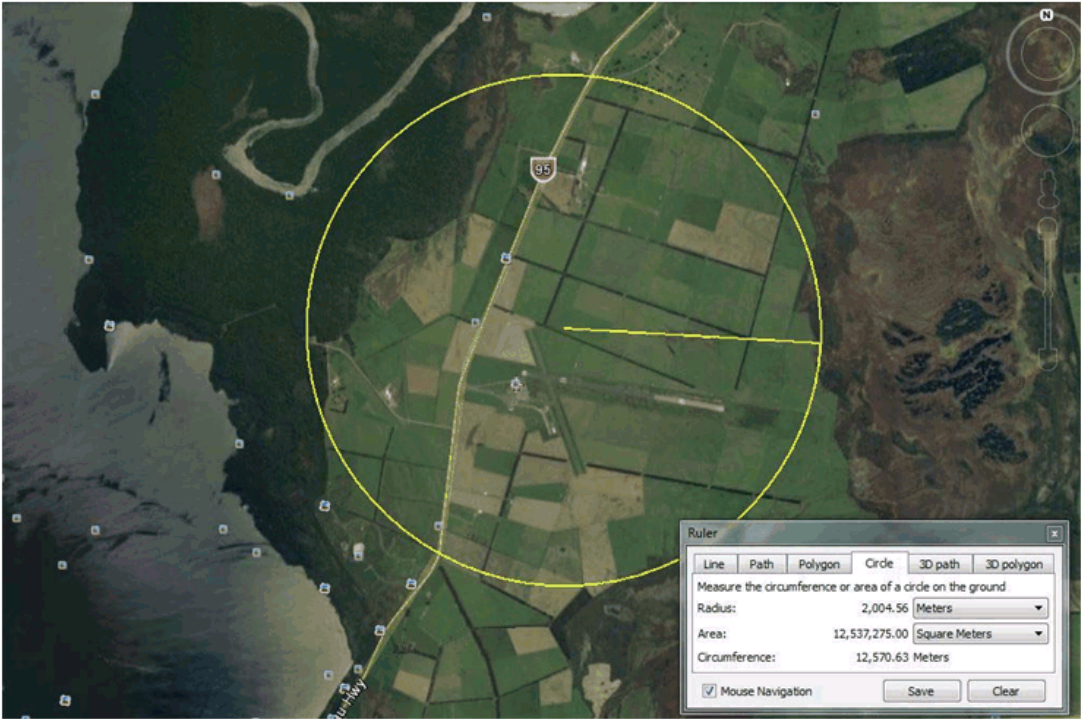 N
95
Hwy
Ruler
Line Path Polygon Circle 3D path 3D polygon
Measure the circumference or area of a circle on the ground
Radius: 2,004.56 Meters
Area: 12,537,275.00 Square Meters
Circumference: 12,570.63 Meters
Mouse Navigation Save Clear